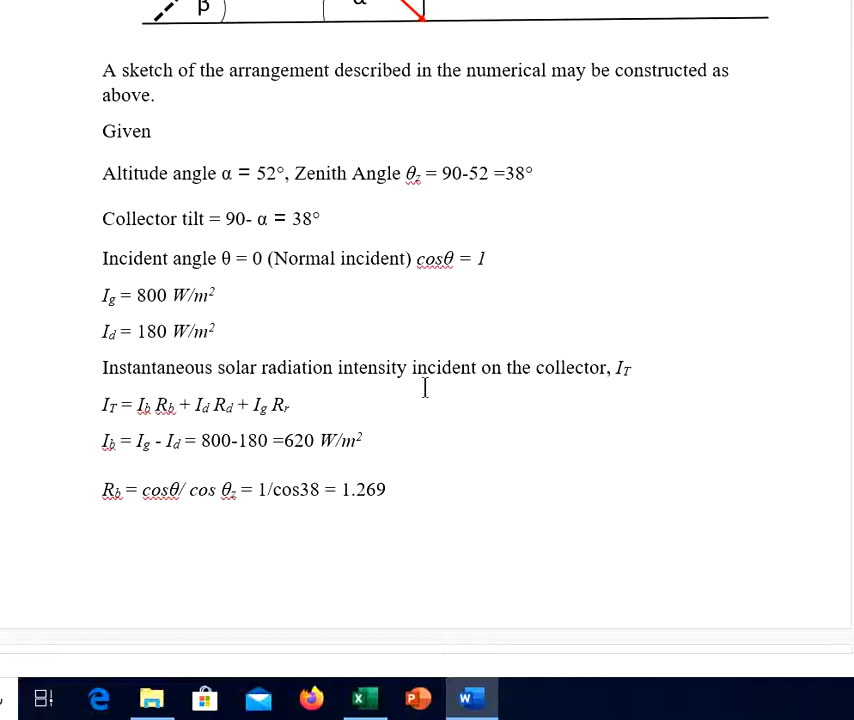 β
α
A sketch of the arrangement described in the numerical may be constructed as
above.
Given
Altitude angle α = 52°, Zenith Angle θz = 90-52 =38°
Collector tilt = 90- α = 38°
Incident angle θ = 0 (Normal incident) cosθ = 1
Ig = 800 W/m²
Id = 180 W/m²
Instantaneous solar radiation intensity incident on the collector, IT
IT = Ib Rb + Id Rd + Ig Rr
Ib = Ig - Id = 800-180 =620 W/m²
Rb = cosθ/ cos θz = 1/cos38 = 1.269